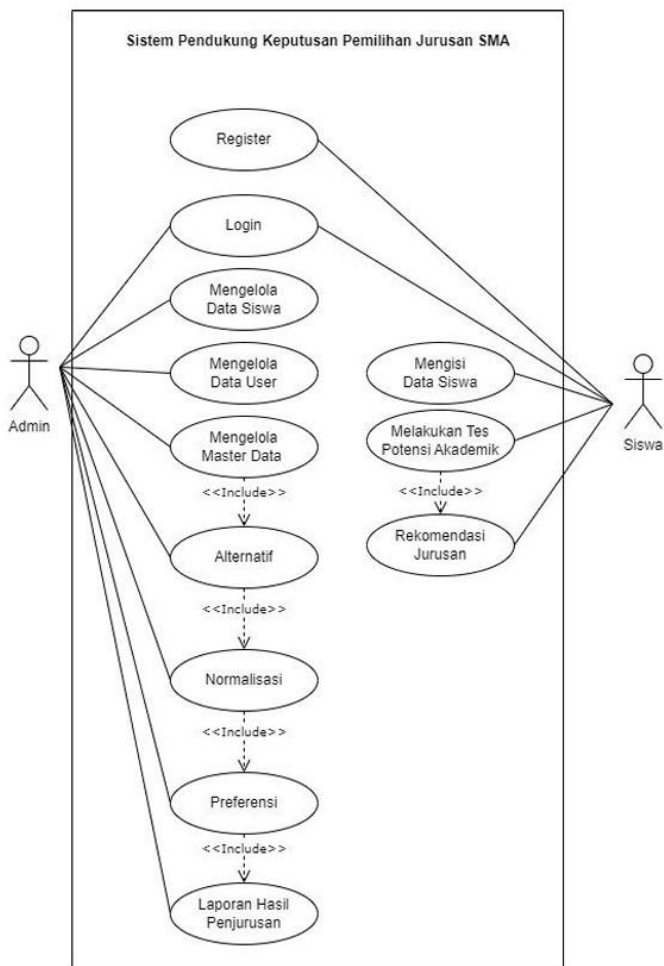 Sistem Pendukung Keputusan Pemilihan Jurusan SMA
Register
Login
Mengelola
Data Siswa
Mengelola
Data User
Mengelola
Master Data
<<Include>>
Alternatif
<<Include>>
Normalisasi
<<Include>>
Preferensi
<<Include>>
Laporan Hasil
Penjurusan
Admin
Mengisi
Data Siswa
Melakukan Tes
Potensi Akademik
<<Include>>
Rekomendasi
Jurusan
Siswa